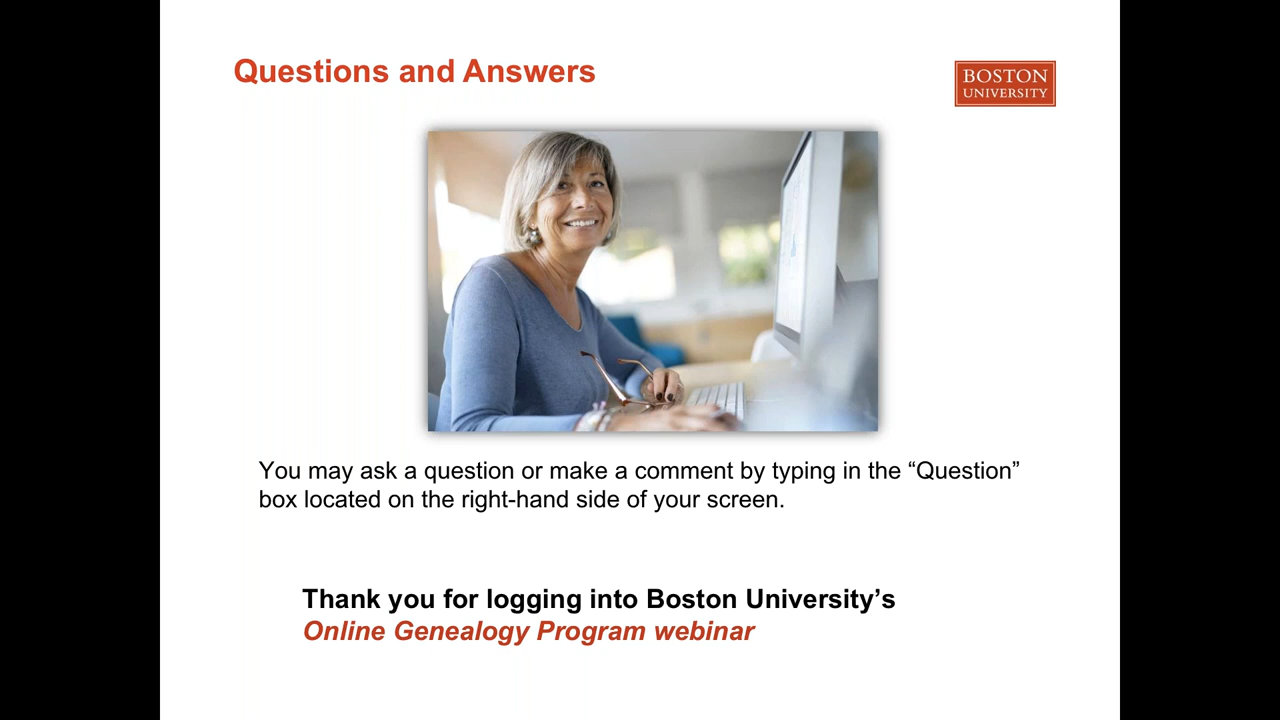 Questions and Answers
BOSTON
UNIVERSITY
You may ask a question or make a comment by typing in the “Question”
box located on the right-hand side of your screen.
Thank you for logging into Boston University’s
Online Genealogy Program webinar